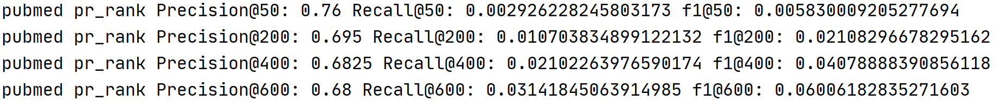 pubmed pr_rank Precision@50: 0.76 Recall@50: 0.002926228245803173 f1@50: 0.005830009205277694
pubmed pr_rank Precision@200: 0.695 Recall@200: 0.010703834899122132 f1@200: 0.02108296678295162
pubmed pr_rank Precision@400: 0.6825 Recall@400: 0.02102263976590174 f1@400: 0.04078888390856118
pubmed pr_rank Precision@600: 0.68 Recall@600: 0.03141845063914985 f1@600: 0.06006182835271603